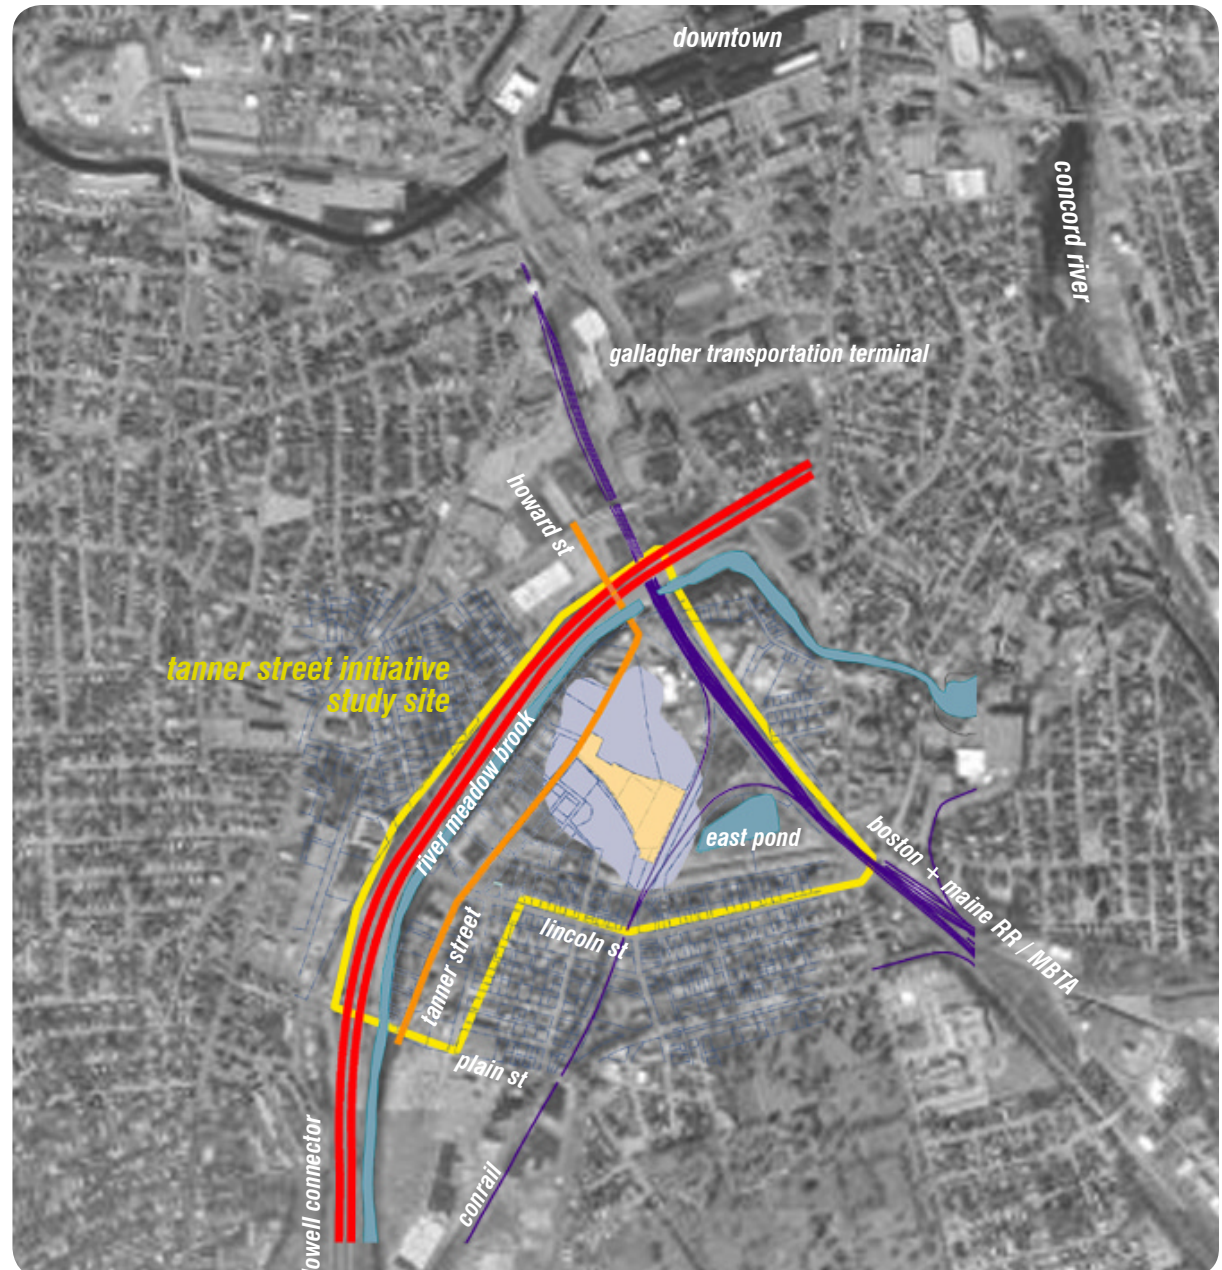 downtown
concord river
gallagher transportation terminal
howard st
tanner street initiative
study site
river meadow brook
east pond
boston + maine RR / MBTA
tanner street
lincoln st
plain st
lowell connector
conrail